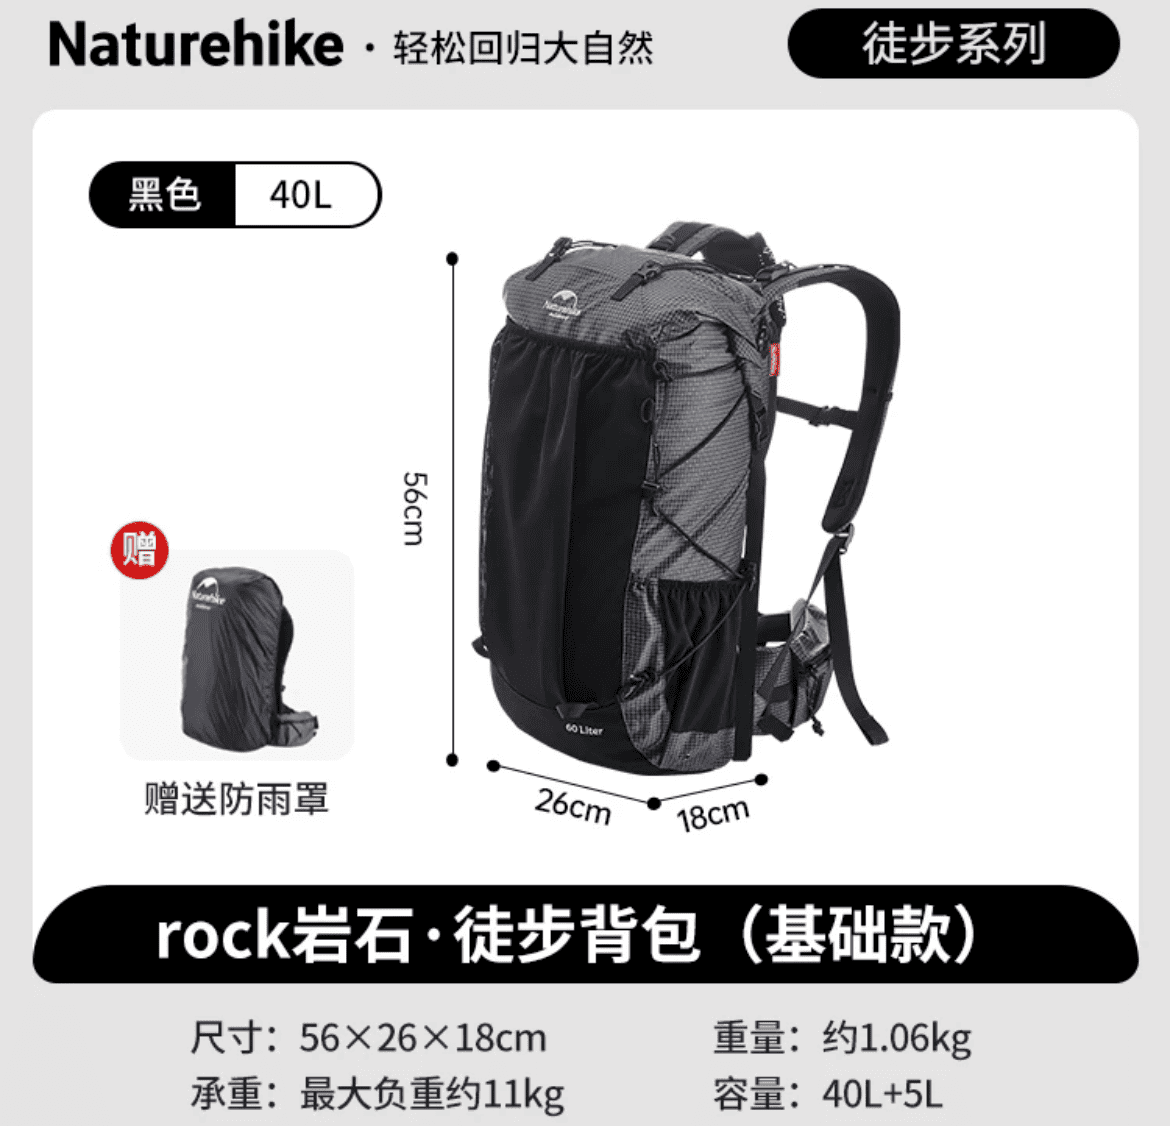 Naturehike · 轻松回归大自然
徒步系列
黑色 40L
Naturehike
56cm
赠
Naturehike
赠送防雨罩
60 Liter
26cm
18cm
rock岩石·徒步背包（基础款）
尺寸：56×26×18cm
重量：约1.06kg
承重：最大负重约11kg
容量：40L+5L